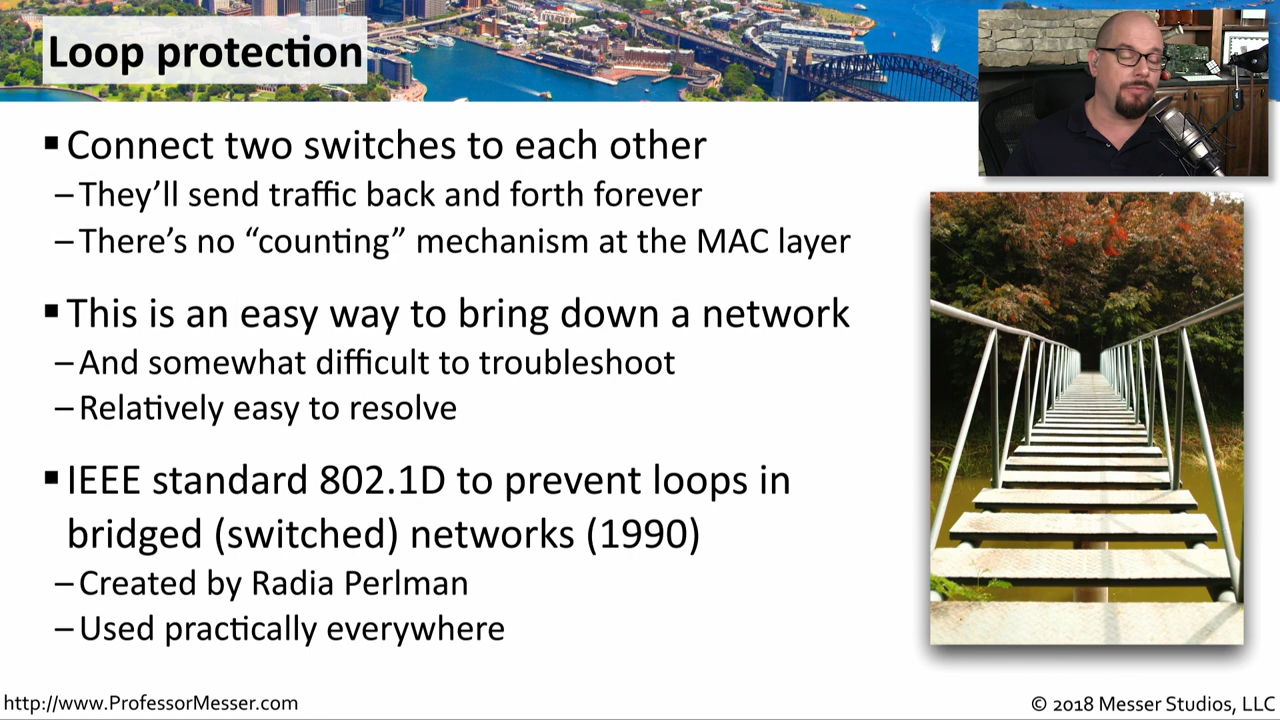 Loop protection
▪ Connect two switches to each other
– They’ll send traffic back and forth forever
– There’s no “counting” mechanism at the MAC layer
▪ This is an easy way to bring down a network
– And somewhat difficult to troubleshoot
– Relatively easy to resolve
▪ IEEE standard 802.1D to prevent loops in
bridged (switched) networks (1990)
– Created by Radia Perlman
– Used practically everywhere
http://www.ProfessorMesser.com
© 2018 Messer Studios, LLC